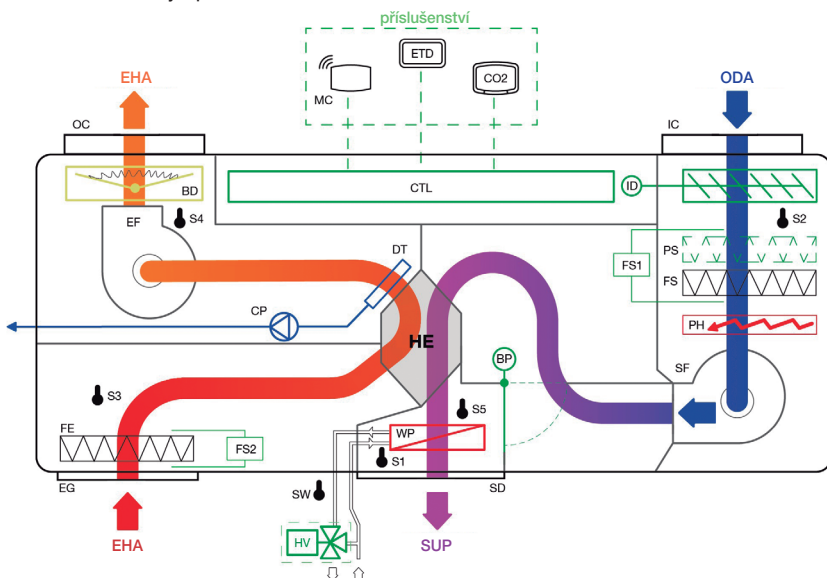 příslušenství
ETD
MC
CO2
EHA
ODA
OC
IC
BD
CTL
ID
EF
S4
S2
DT
PS
FS1
FS
CP
HE
PH
BP
SF
S3
S5
FE
WP
FS2
S1
EG
SW
SD
HV
EHA
SUP